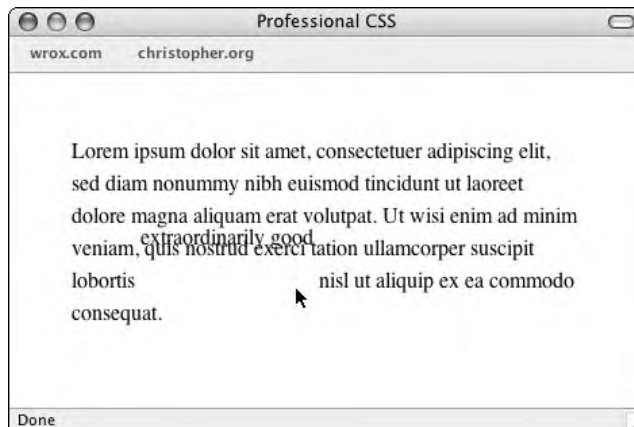 Professional CSS
wrox.com christopher.org
Lorem ipsum dolor sit amet, consectetuer adipiscing elit,
sed diam nonummy nibh euismod tincidunt ut laoreet
dolore magna aliquam erat volutpat. Ut wisi enim ad minim
extraordinarily good
veniam, quis nostrud exerci tation ullamcorper suscipit
lobortis nisl ut aliquip ex ea commodo
consequat.
Done